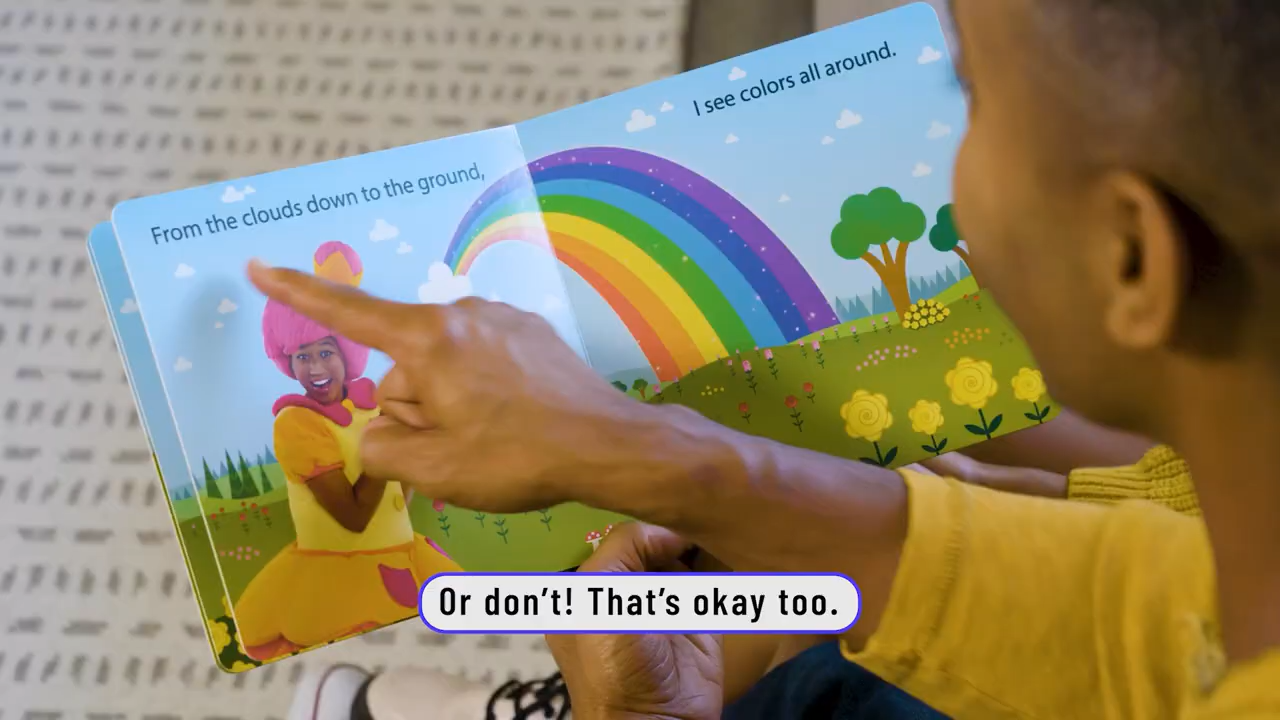 From the clouds down to the ground,
I see colors all around.
Or don't! That's okay too.